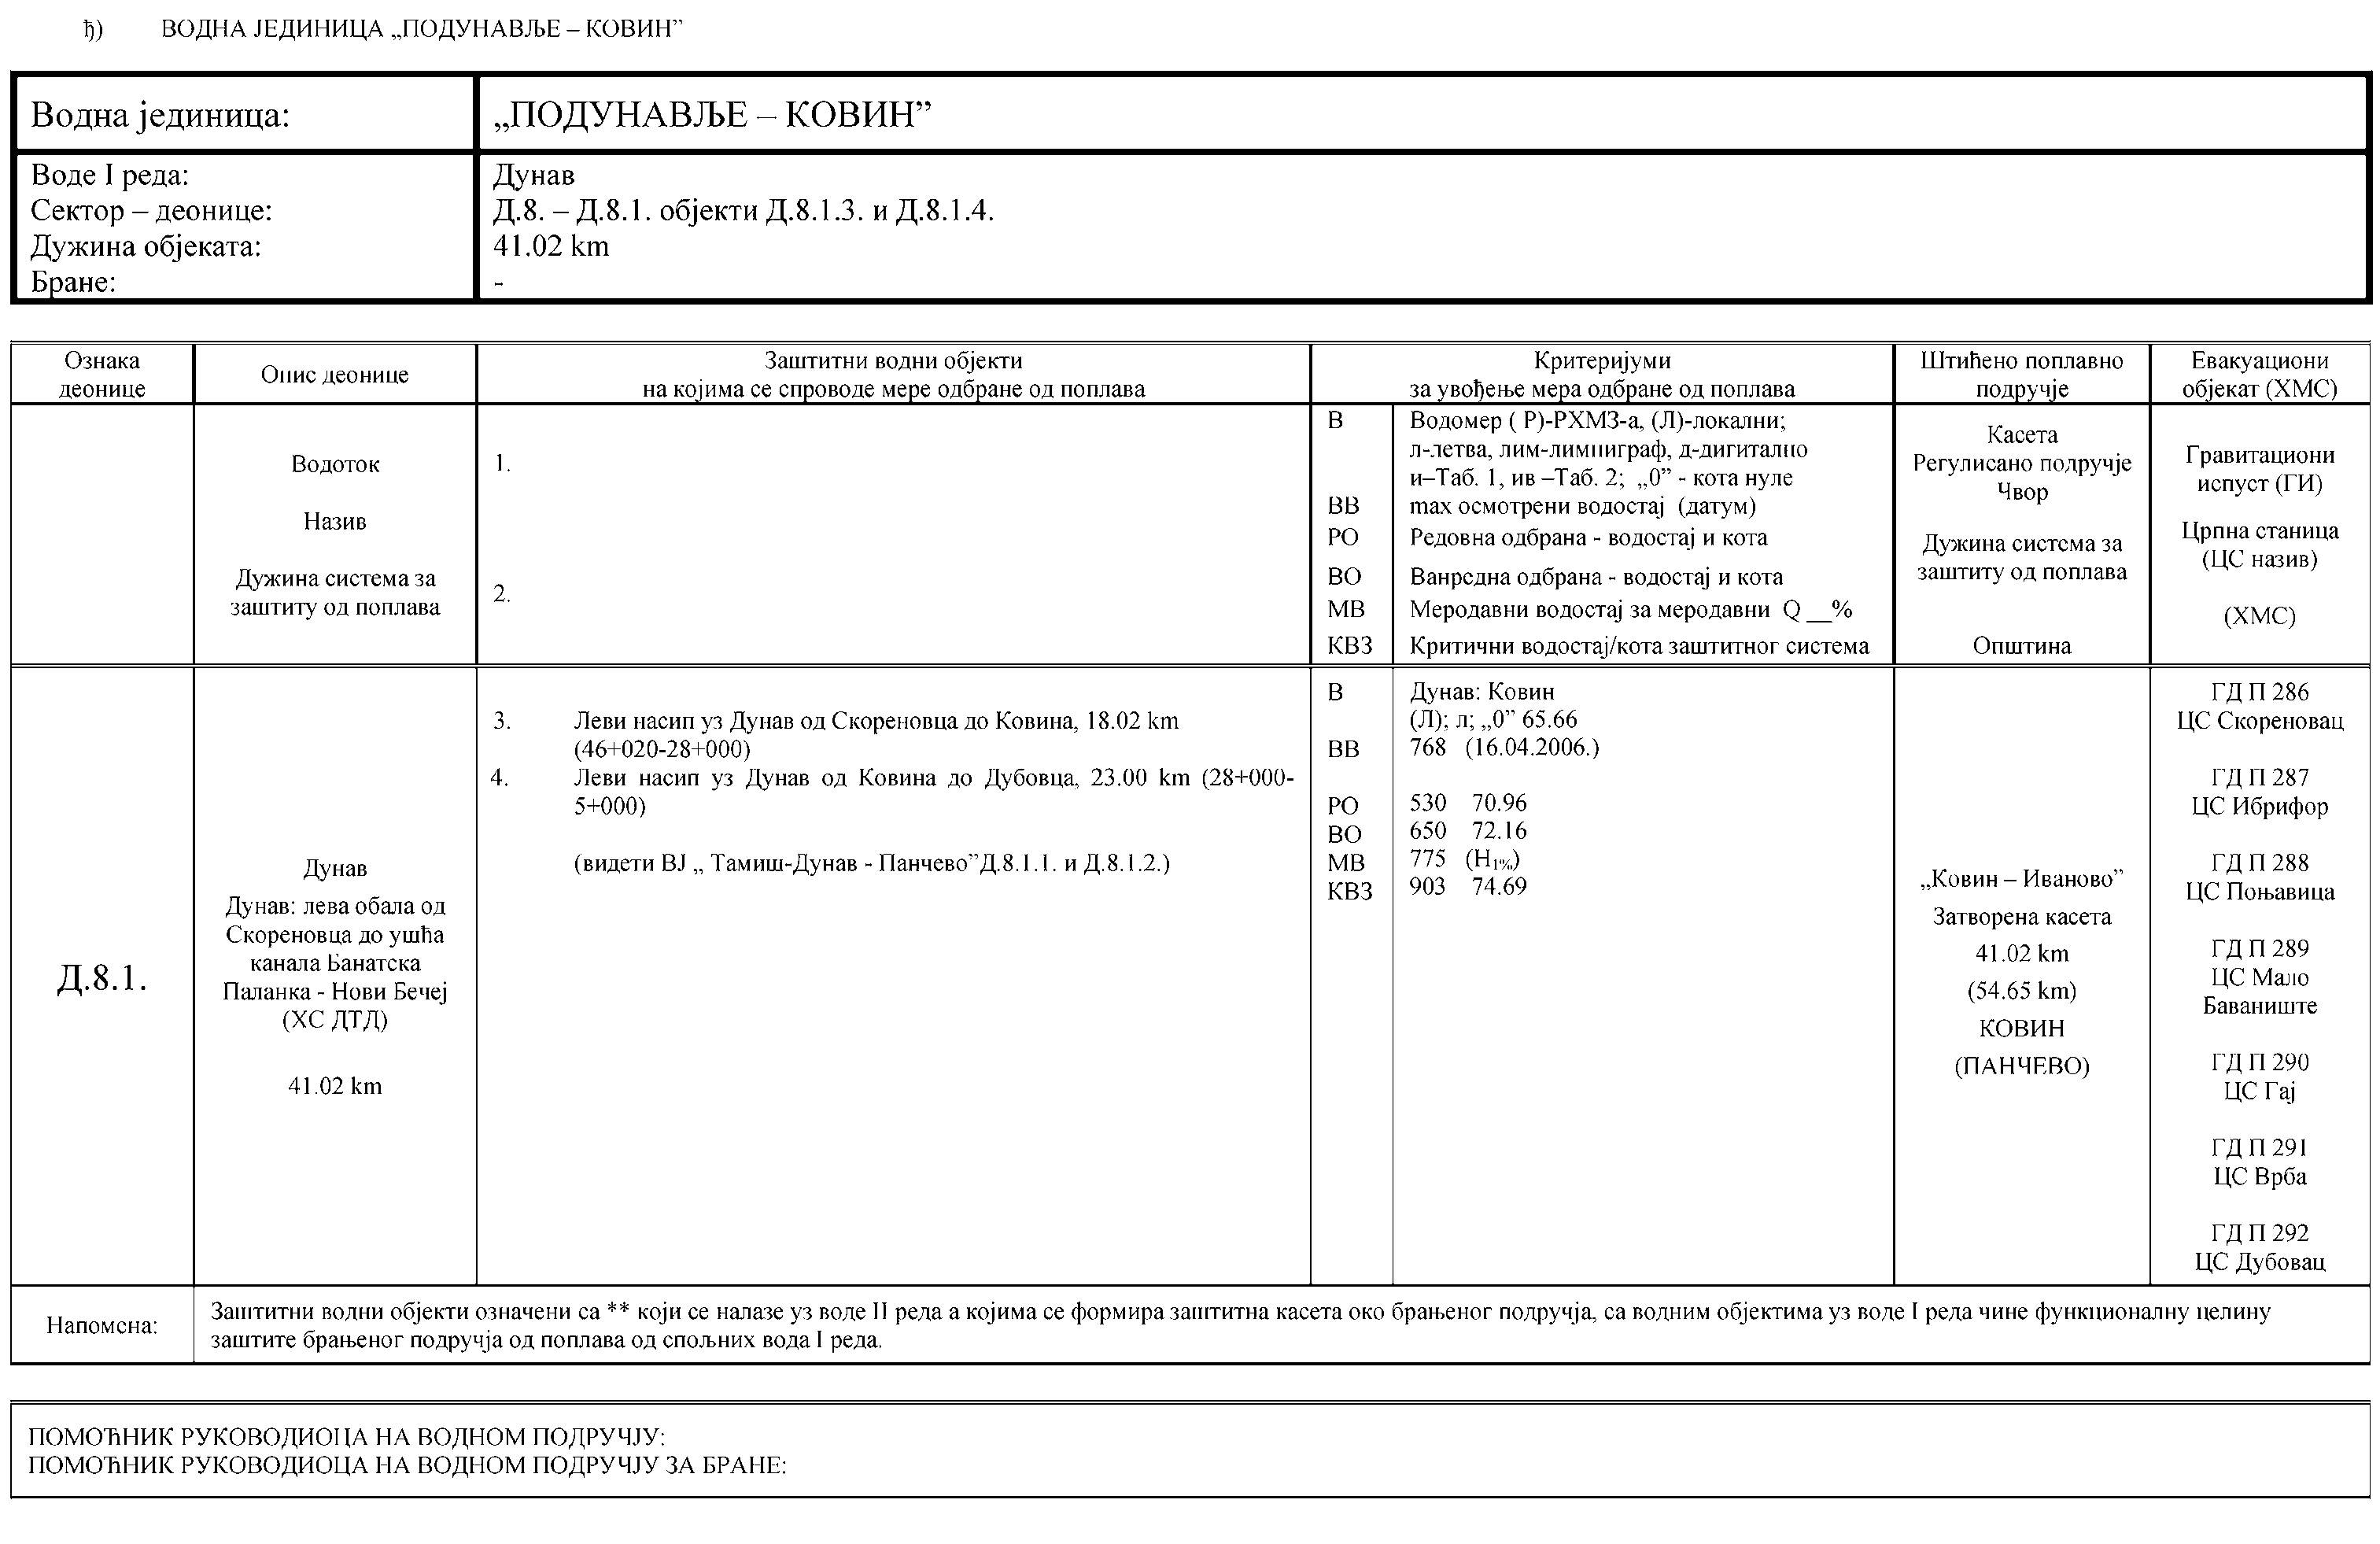 ђ) ВОДНА ЈЕДИНИЦА „ПОДУНАВЉЕ – КОВИН”
Водна јединица: „ПОДУНАВЉЕ – КОВИН”
Воде I реда: Дунав
Сектор – деонице: Д.8. – Д.8.1. објекти Д.8.1.3. и Д.8.1.4.
Дужина објеката: 41.02 km
Бране: -
Ознака деонице
Опис деонице
Заштитни водни објекти
на којима се спроводе мере одбране од поплава
Критеријуми
за увођење мера одбране од поплава
Штићено поплавно
подручје
Евакуациони
објекат (ХМС)
Водоток
Назив
Дужина система за
заштиту од поплава
1.
2.
В Водомер ( Р)-РХМЗ-а, (Л)-локални;
л-летва, лим-лимниграф, д-дигитално
и–Таб. 1, ив –Таб. 2; „0” - кота нуле
ВВ max осмотрени водостај (датум)
РО Редовна одбрана - водостај и кота
ВО Ванредна одбрана - водостај и кота
МВ Меродавни водостај за меродавни Q __%
КВЗ Критични водостај/кота заштитног система
Касета
Регулисано подручје
Чвор
Дужина система за
заштиту од поплава
Општина
Гравитациони
испуст (ГИ)
Црпна станица
(ЦС назив)
(ХМС)
Д.8.1.
Дунав
Дунав: лева обала од
Скореновца до ушћа
канала Банатска
Паланка - Нови Бечеј
(ХС ДТД)
41.02 km
3. Леви насип уз Дунав од Скореновца до Ковина, 18.02 km
(46+020-28+000)
4. Леви насип уз Дунав од Ковина до Дубовца, 23.00 km (28+000-
5+000)
(видети ВЈ „ Тамиш-Дунав - Панчево”Д.8.1.1. и Д.8.1.2.)
В Дунав: Ковин
(Л); л; „0” 65.66
ВВ 768 (16.04.2006.)
РО 530 70.96
ВО 650 72.16
МВ 775 (H1%)
КВЗ 903 74.69
„Ковин – Иваново”
Затворена касета
41.02 km
(54.65 km)
КОВИН
(ПАНЧЕВО)
ГД П 286
ЦС Скореновац
ГД П 287
ЦС Ибрифор
ГД П 288
ЦС Поњавица
ГД П 289
ЦС Мало
Баваниште
ГД П 290
ЦС Гај
ГД П 291
ЦС Врба
ГД П 292
ЦС Дубовац
Напомена: Заштитни водни објекти означени са ** који се налазе уз воде II реда а којима се формира заштитна касета око брањеног подручја, са водним објектима уз воде I реда чине функционалну целину
заштите брањеног подручја од поплава од спољних вода I реда.
ПОМОЋНИК РУКОВОДИОЦА НА ВОДНОМ ПОДРУЧЈУ:
ПОМОЋНИК РУКОВОДИОЦА НА ВОДНОМ ПОДРУЧЈУ ЗА БРАНЕ: